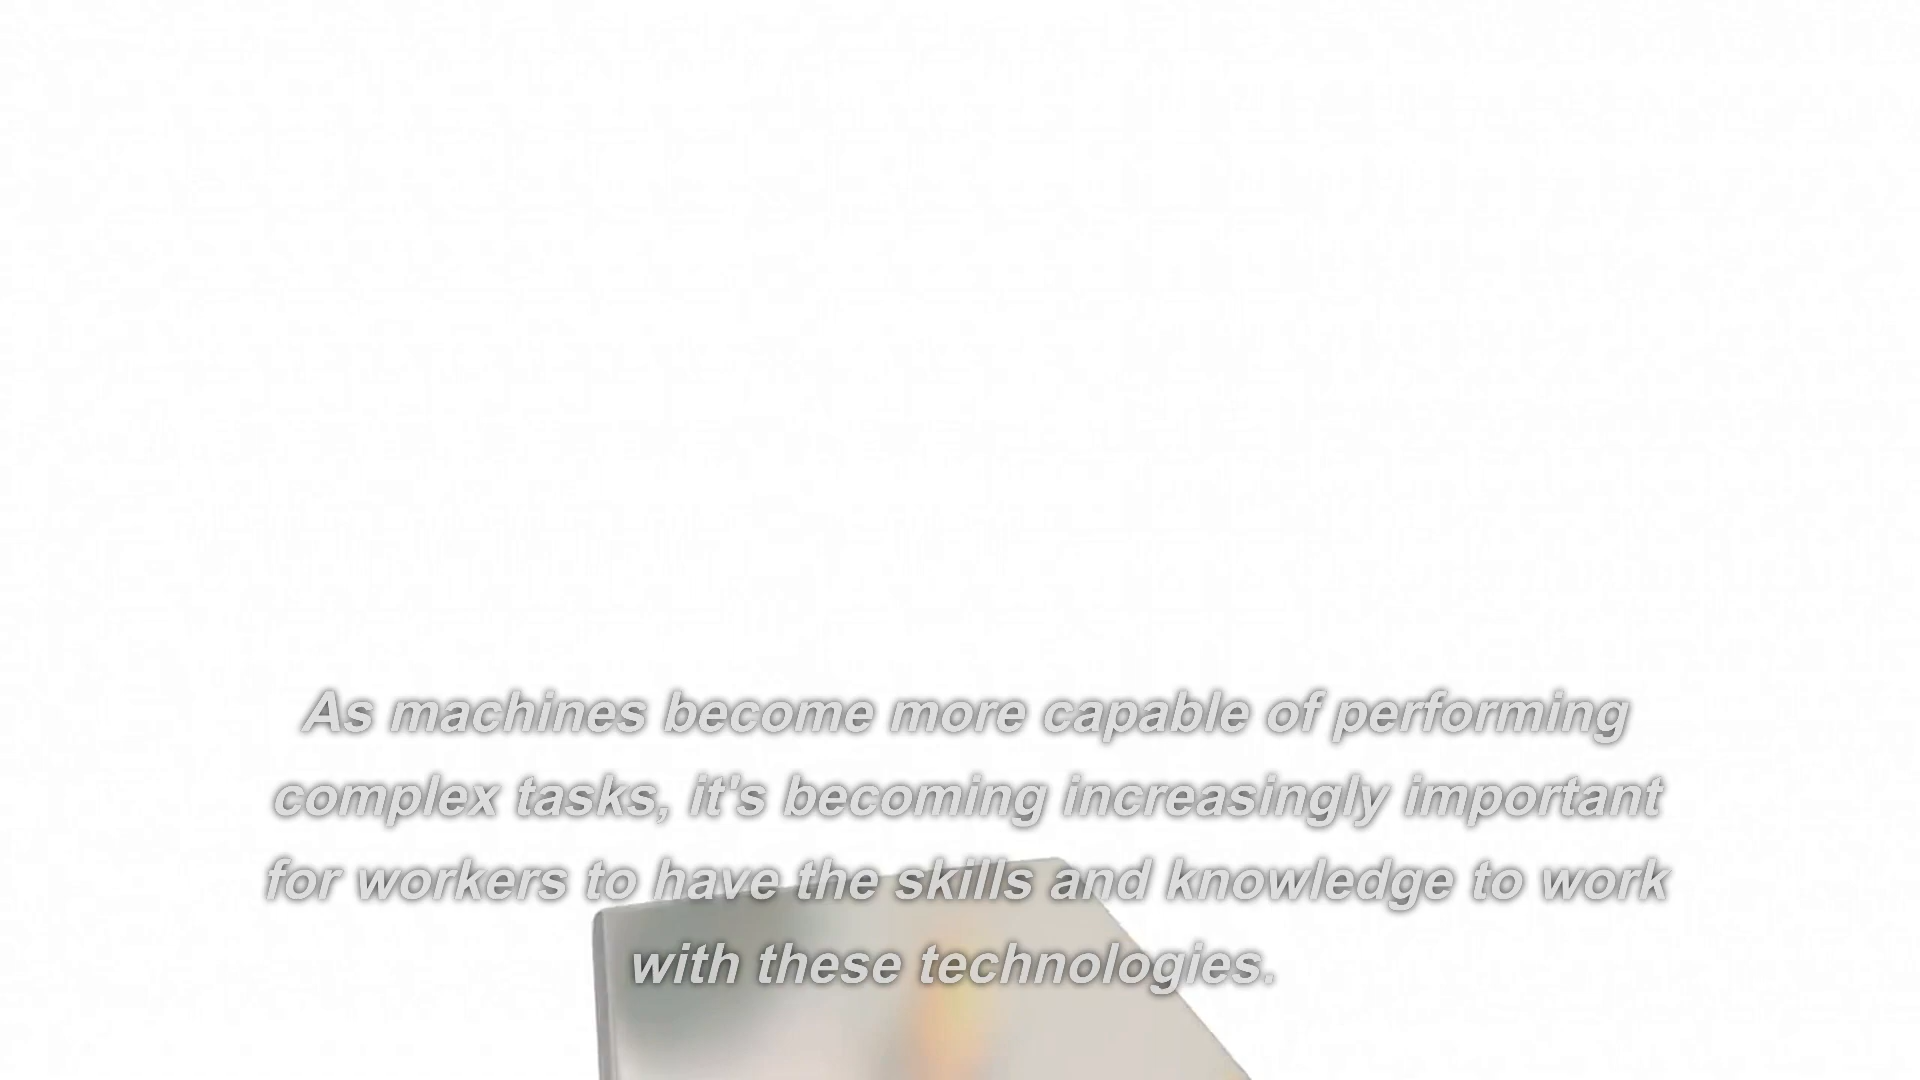 As machines become more capable of performing
complex tasks, it's becoming increasingly important
for workers to have the skills and knowledge to work
with these technologies.